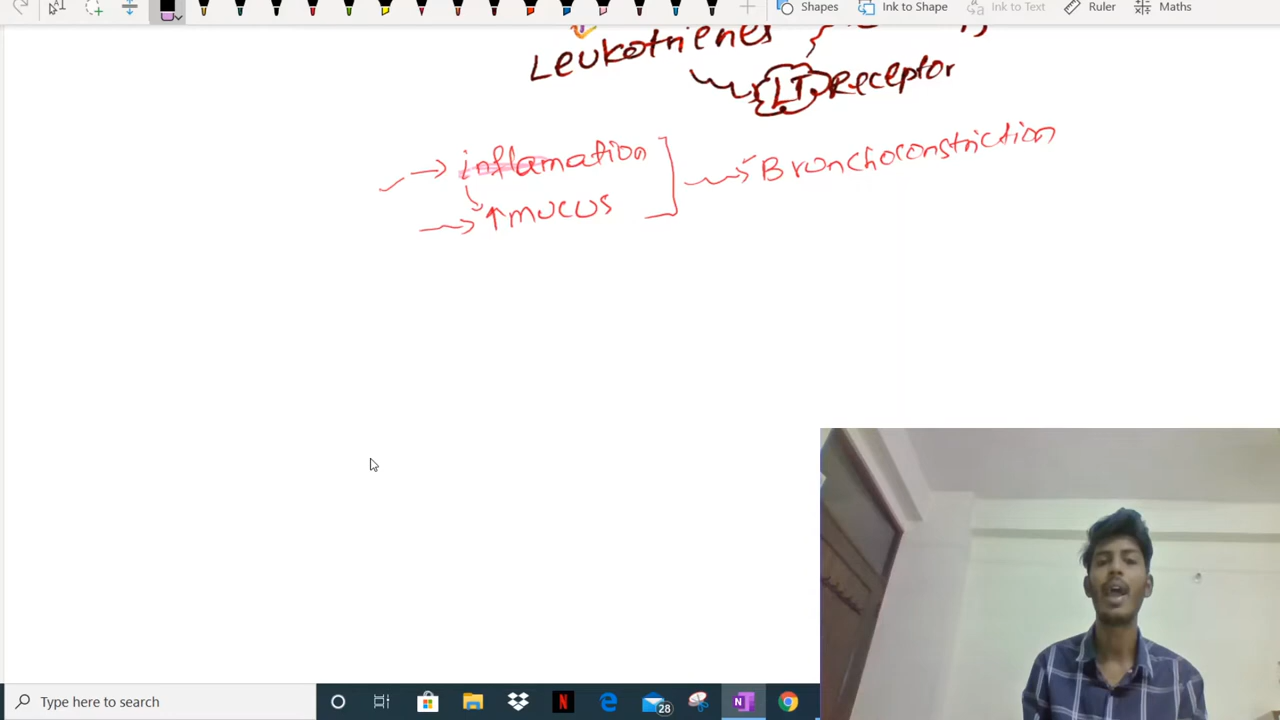 Shapes Ink to Shape Ink to Text Ruler Maths
Leukotrienes
LT Receptor
inflamation
Bronchoconstriction
↑mucus
Type here to search
28